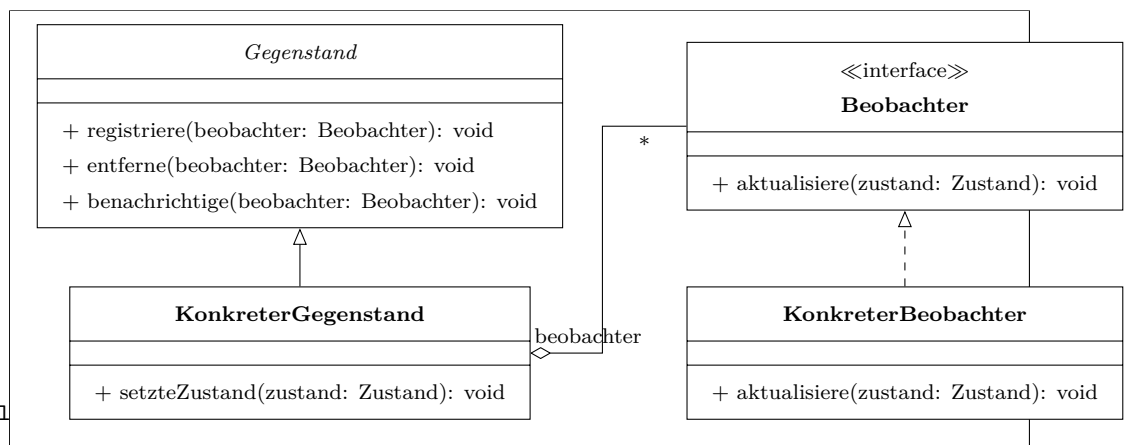 Gegenstand
+ registriere(beobachter: Beobachter): void
+ entferne(beobachter: Beobachter): void
+ benachrichtige(beobachter: Beobachter): void
≪interface≫
Beobachter
+ aktualisiere(zustand: Zustand): void
*
KonkreterGegenstand
+ setzteZustand(zustand: Zustand): void
beobachter
KonkreterBeobachter
+ aktualisiere(zustand: Zustand): void